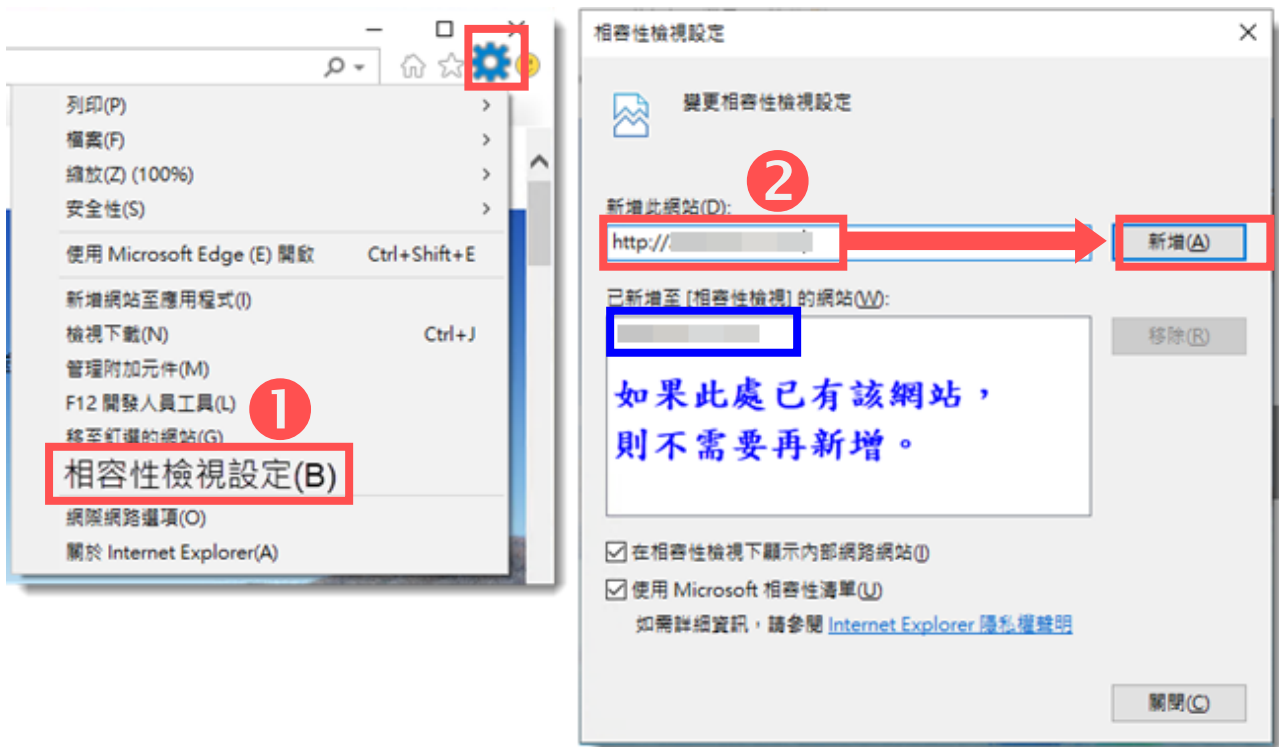 列印(P)
檔案(F)
縮放(Z) (100%)
安全性(S)
使用 Microsoft Edge (E) 開啟 Ctrl+Shift+E
新增網站至應用程式(I)
檢視下載(N) Ctrl+J
管理附加元件(M)
F12 開發人員工具(L)
移至釘選的網站(G)
1
相容性檢視設定(B)
網際網路選項(O)
關於 Internet Explorer(A)
相容性檢視設定
變更相容性檢視設定
2
新增此網站(D):
http://
新增(A)
已新增至 [相容性檢視] 的網站(W):
移除(R)
如果此處已有該網站，
則不需要再新增。
在相容性檢視下顯示內部網路網站(I)
使用 Microsoft 相容性清單(U)
如需詳細資訊，請參閱 Internet Explorer 隱私權聲明
關閉(C)